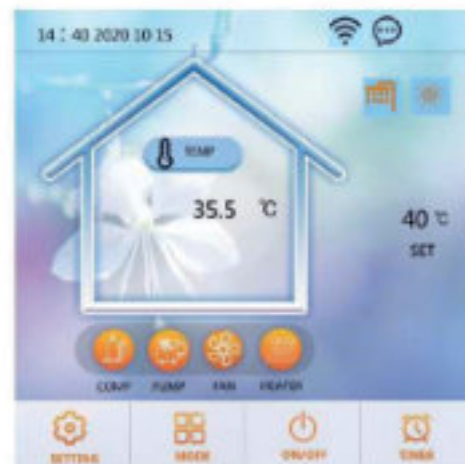 14 : 40 2020 10 15
TEMP
35.5 ℃
40 ℃
SET
COMP PUMP FAN HEATER
SETTING MODE ON/OFF TIMER